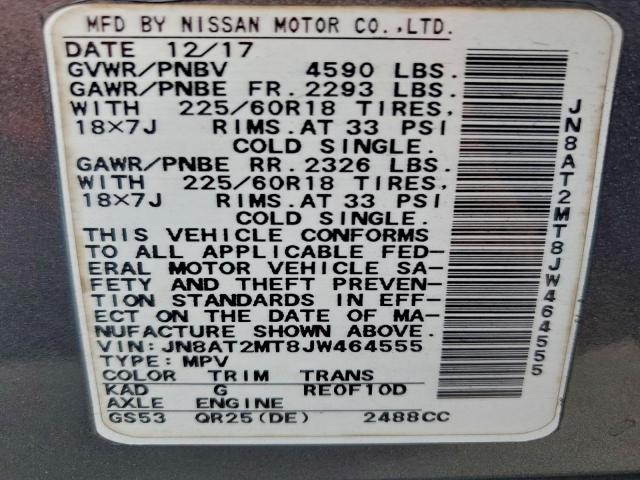 MFD BY NISSAN MOTOR CO.,LTD.
DATE 12/17
GVWR/PNBV 4590 LBS.
GAWR/PNBE FR. 2293 LBS.
WITH 225/60R18 TIRES,
18×7J RIMS. AT 33 PSI
COLD SINGLE.
GAWR/PNBE RR. 2326 LBS.
WITH 225/60R18 TIRES,
18×7J RIMS. AT 33 PSI
COLD SINGLE.
THIS VEHICLE CONFORMS
TO ALL APPLICABLE FED-
ERAL MOTOR VEHICLE SA-
FETY AND THEFT PREVEN-
TION STANDARDS IN EFF-
ECT ON THE DATE OF MA-
NUFACTURE SHOWN ABOVE.
VIN: JN8AT2MT8JW464555
TYPE: MPV
COLOR TRIM TRANS
KAD G RE0F10D
AXLE ENGINE
GS53 QR25(DE) 2488CC
JN8AT2MT8JW464555